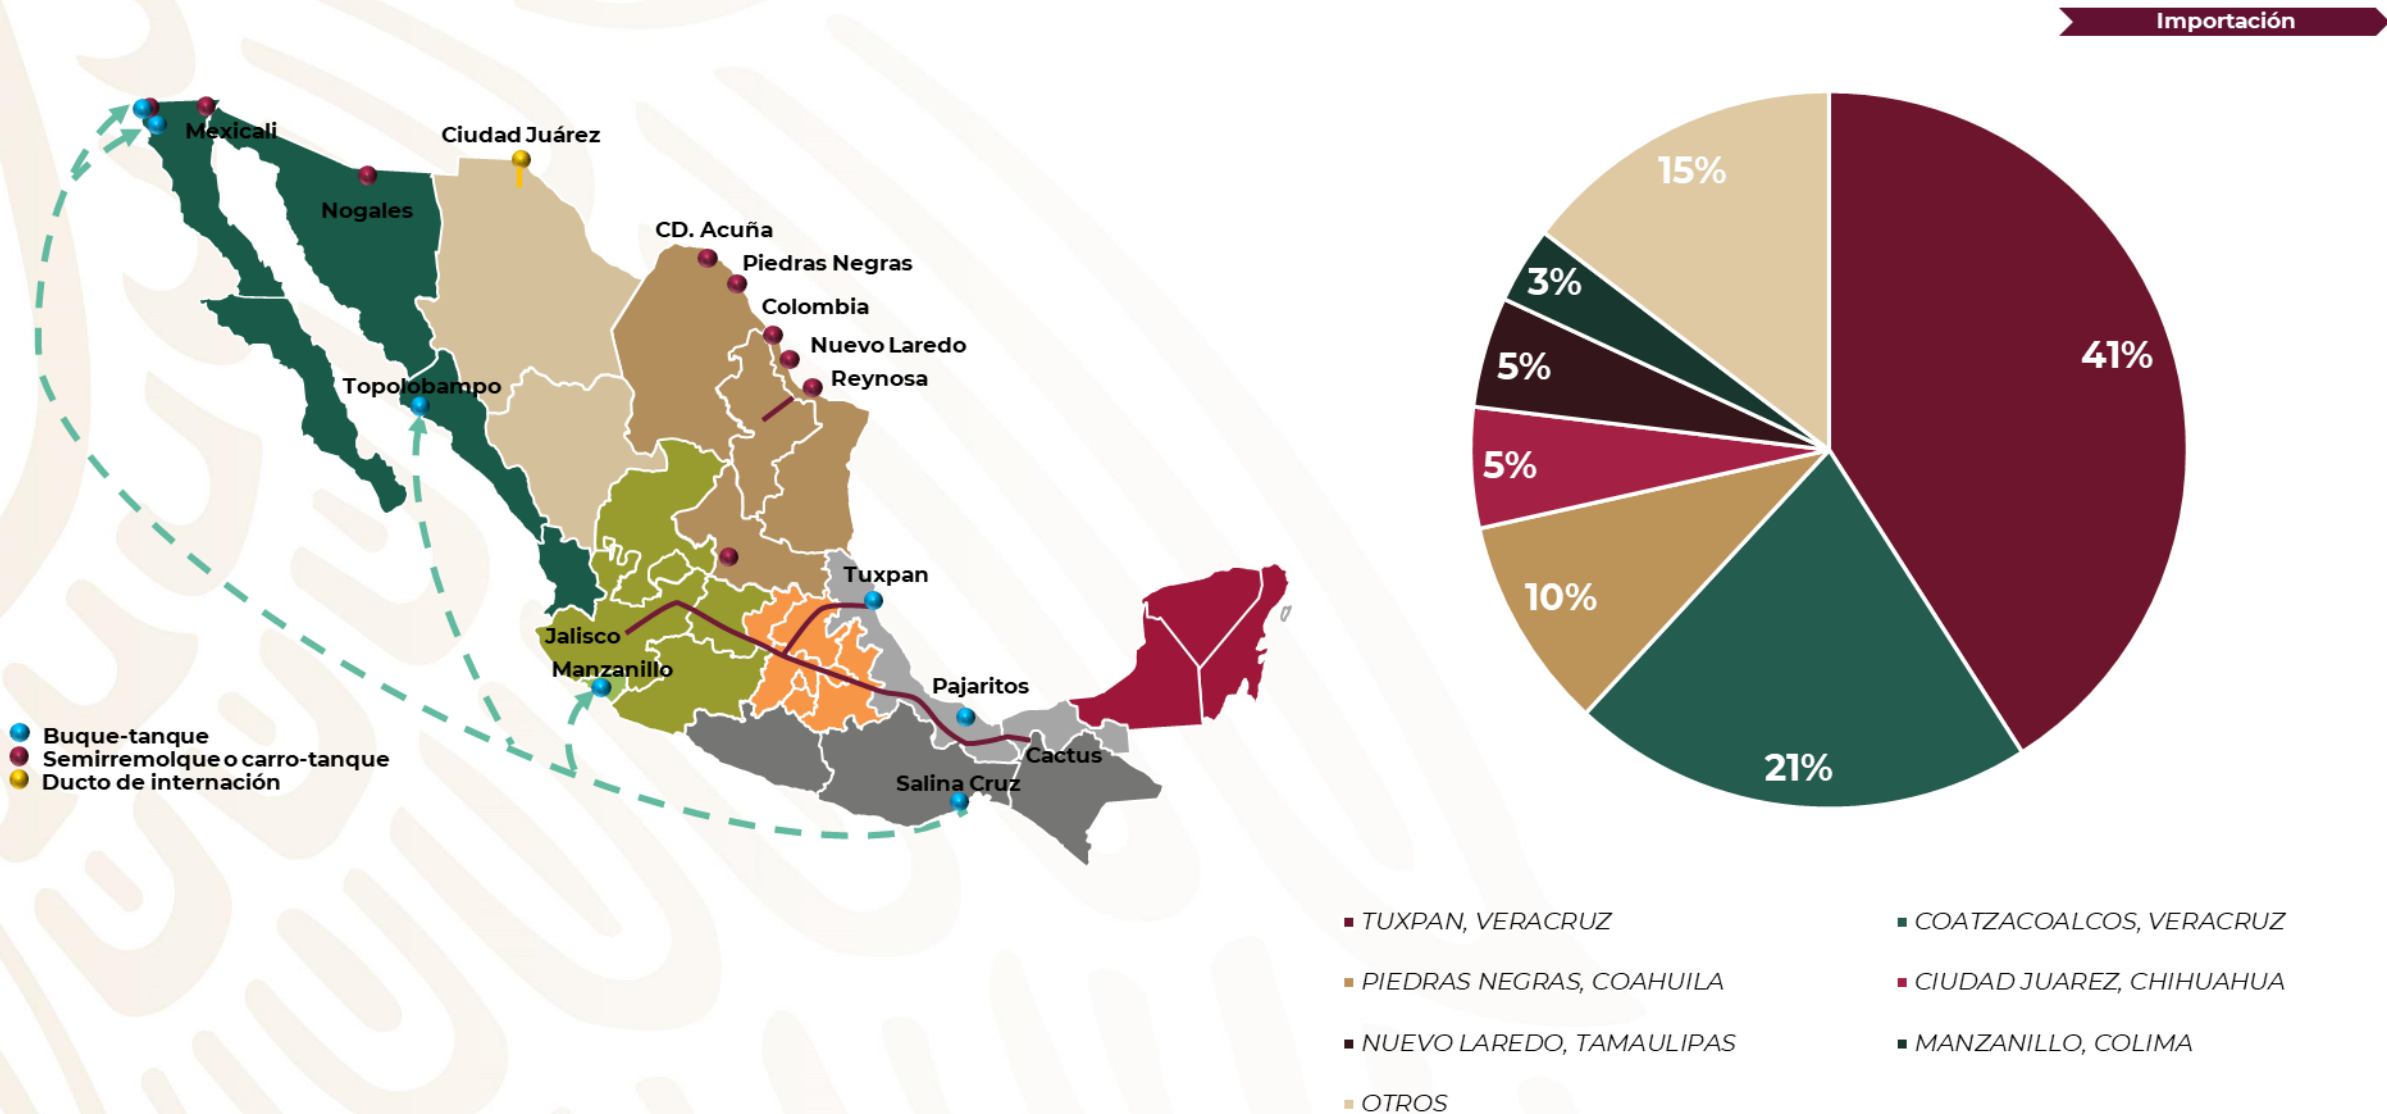 Importación
Mexicali
Ciudad Juárez
Nogales
CD. Acuña
Piedras Negras
Colombia
Nuevo Laredo
Reynosa
Topolobampo
Tuxpan
Jalisco
Manzanillo
Pajaritos
Cactus
Salina Cruz
Buque-tanque
Semirremolque o carro-tanque
Ducto de internación
15%
3%
5%
5%
10%
21%
41%
TUXPAN, VERACRUZ
COATZACOALCOS, VERACRUZ
PIEDRAS NEGRAS, COAHUILA
CIUDAD JUAREZ, CHIHUAHUA
NUEVO LAREDO, TAMAULIPAS
MANZANILLO, COLIMA
OTROS